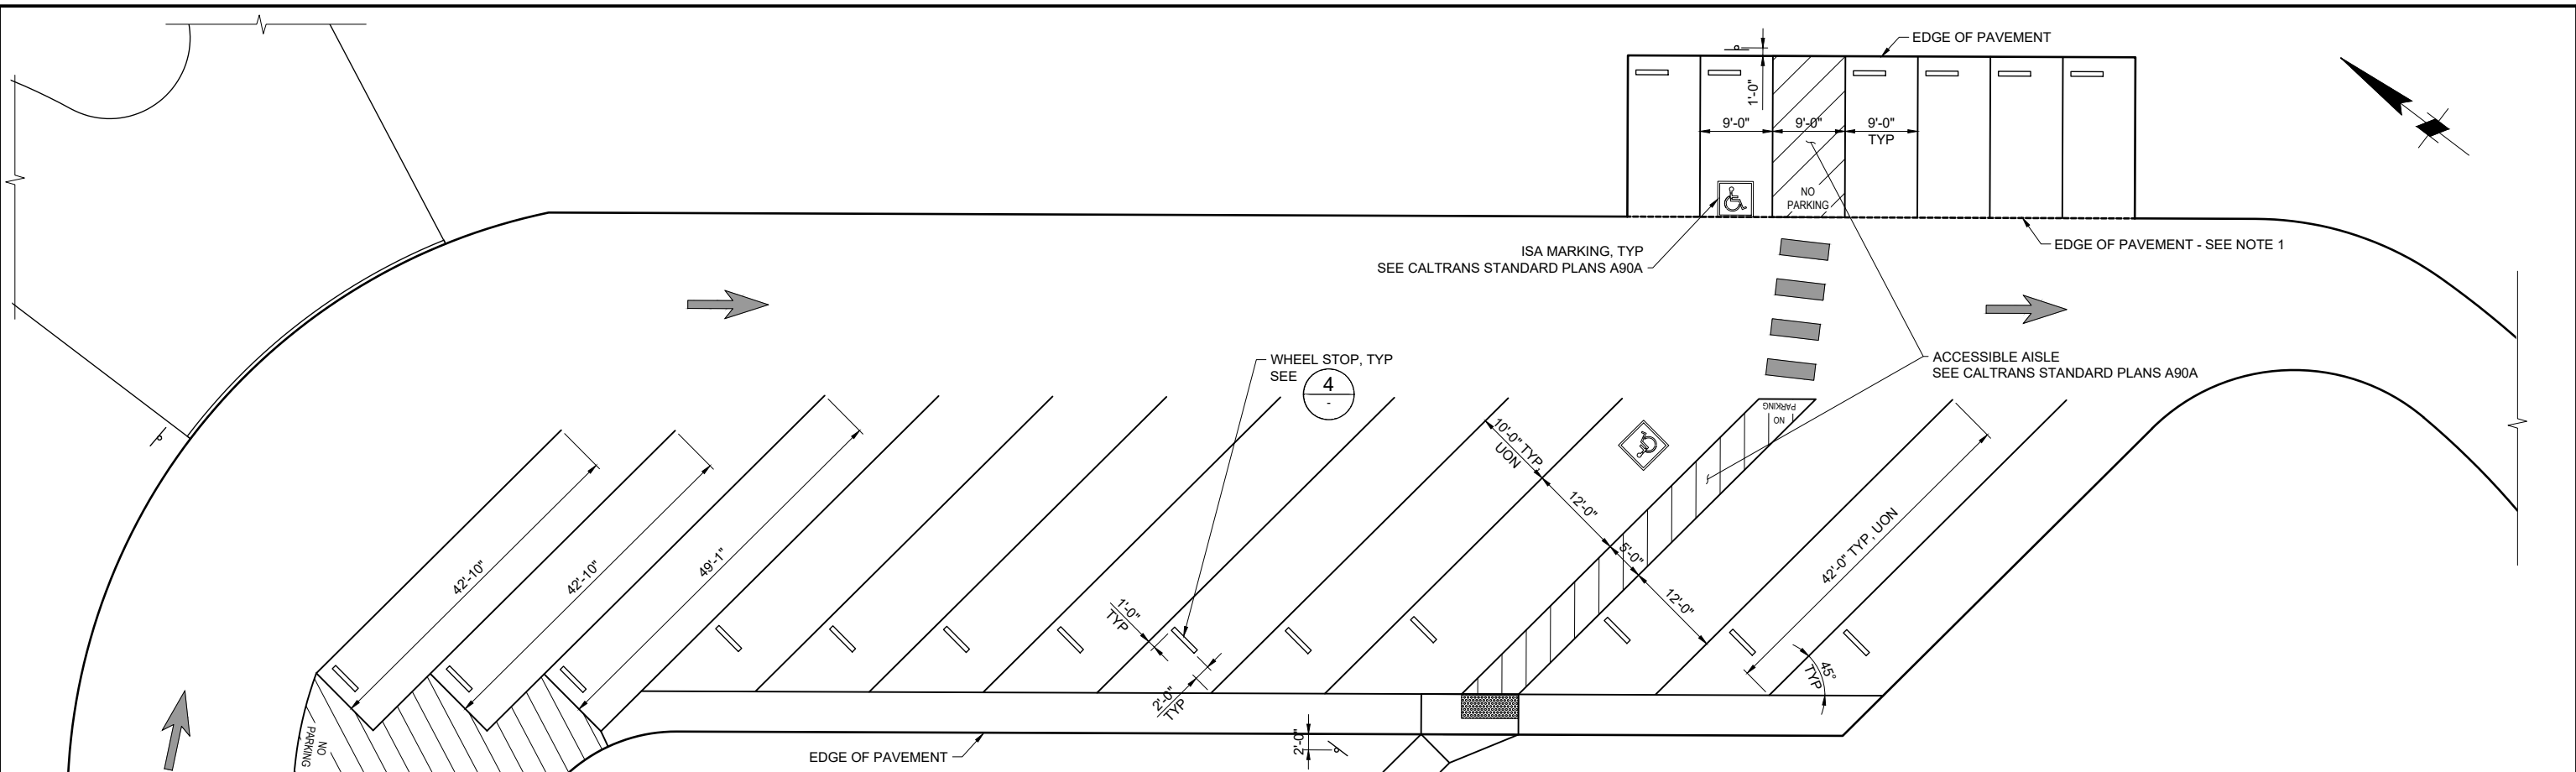 EDGE OF PAVEMENT
1'-0"
9'-0"
9'-0"
9'-0"
TYP
NO
PARKING
ISA MARKING, TYP
SEE CALTRANS STANDARD PLANS A90A
EDGE OF PAVEMENT - SEE NOTE 1
WHEEL STOP, TYP
SEE
4
-
ACCESSIBLE AISLE
SEE CALTRANS STANDARD PLANS A90A
NO
PARKING
10'-0" TYP
UON
12'-0"
5'-0"
12'-0"
42'-0" TYP, UON
45°
TYP
42'-10"
42'-10"
49'-1"
1'-0"
TYP
2'-0"
TYP
NO
PARKING
EDGE OF PAVEMENT
2'-0"